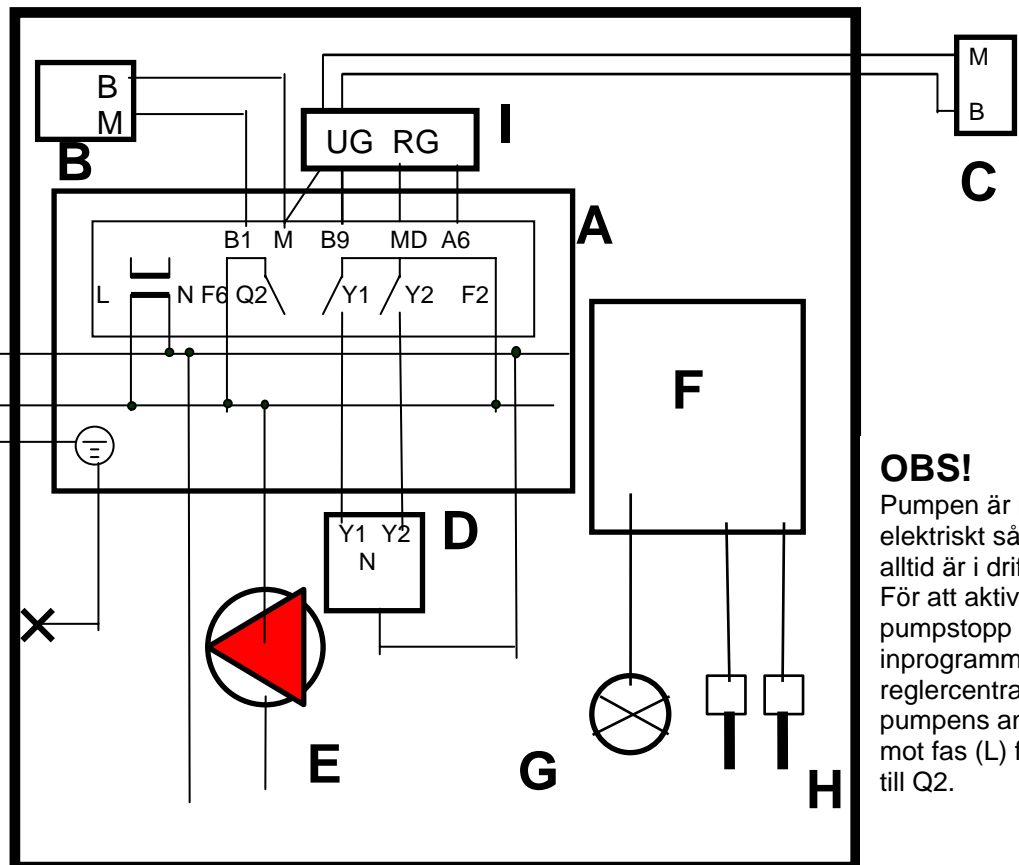 M
B
C
B
M
B
UG RG
I
A
B1 M B9 MD A6
L N F6 Q2 Y1 Y2 F2
F
Y1 Y2
N
D
E
G
H
OBS!
Pumpen är
elektriskt så
alltid är i drif
För att aktiv
pumpstopp
inprogramm
reglercentra
pumpens an
mot fas (L) f
till Q2.